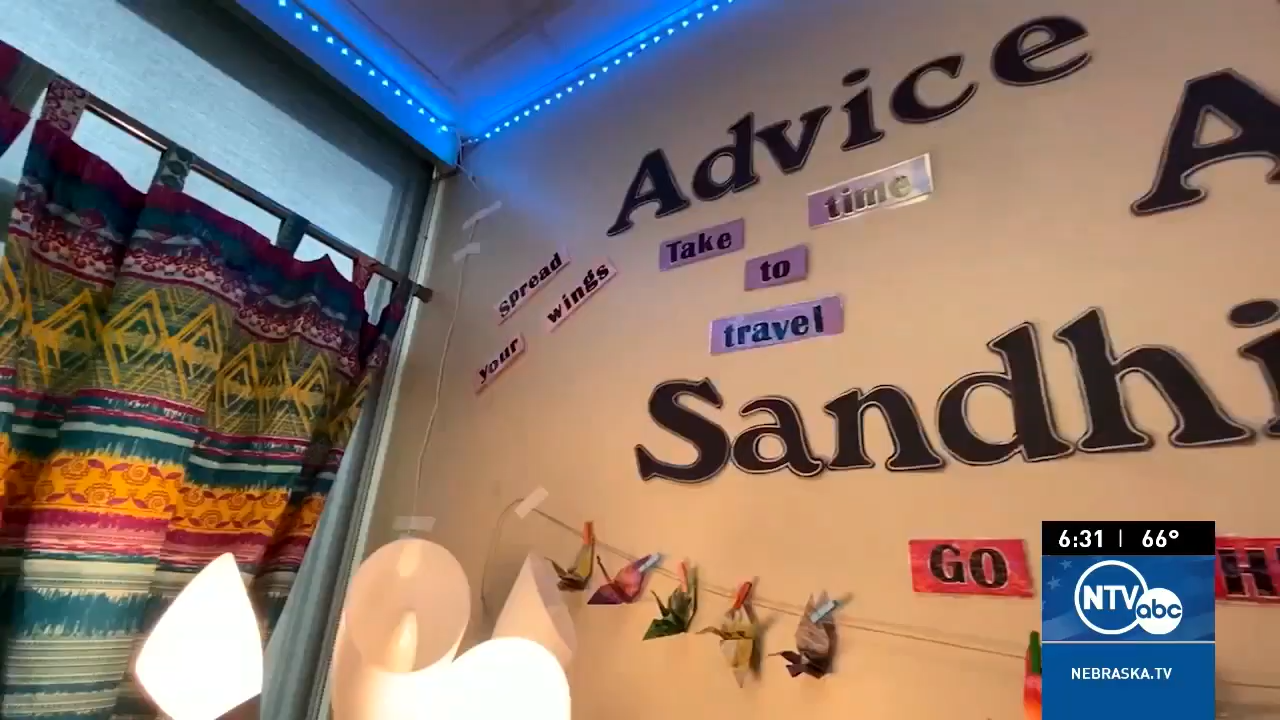 Advice A
Take time
to
travel
spread
your wings
Sandhi
GO H
6:31 | 66°
NTV abc
NEBRASKA.TV